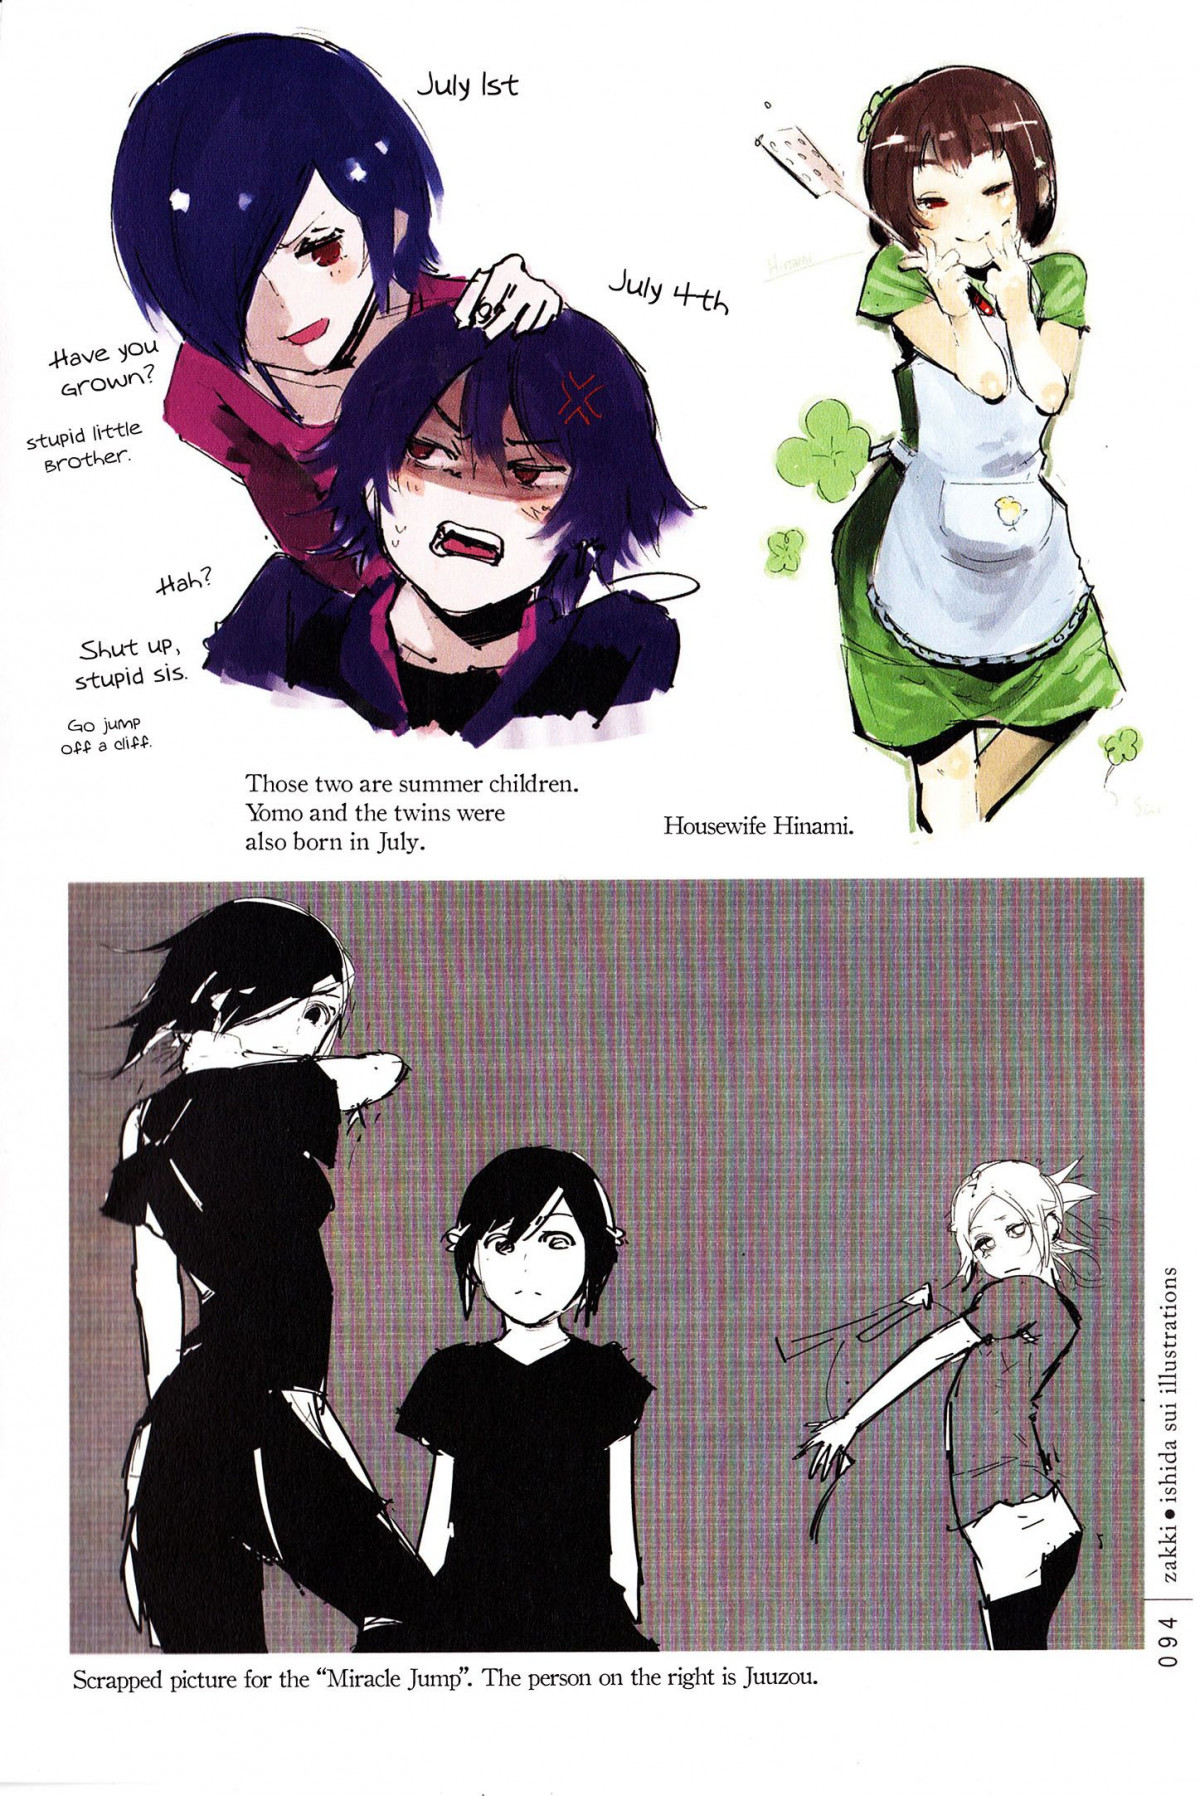 July 1st
July 4th
Have you
Grown?
stupid little
Brother.
Hah?
Shut up,
stupid sis.
Go jump
off a cliff.
Those two are summer children.
Yomo and the twins were
also born in July.
Hinami
Housewife Hinami.
Scrapped picture for the “Miracle Jump”. The person on the right is Juuzou.
zakki●ishida sui illustrations
094